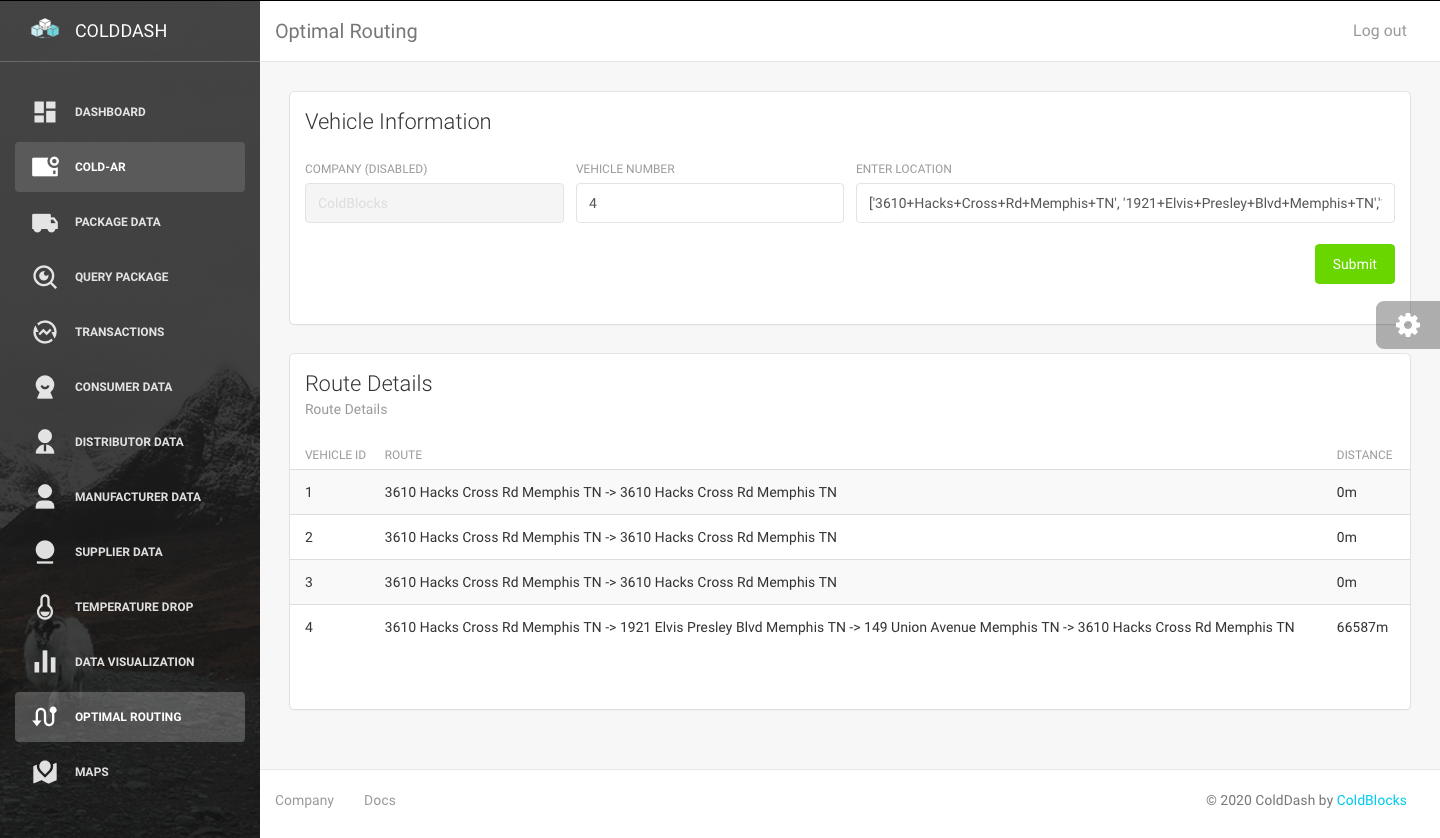 COLDDASH
Optimal Routing
Log out
DASHBOARD
COLD-AR
PACKAGE DATA
QUERY PACKAGE
TRANSACTIONS
CONSUMER DATA
DISTRIBUTOR DATA
MANUFACTURER DATA
SUPPLIER DATA
TEMPERATURE DROP
DATA VISUALIZATION
OPTIMAL ROUTING
MAPS
Vehicle Information
COMPANY (DISABLED) VEHICLE NUMBER ENTER LOCATION
ColdBlocks 4 ['3610+Hacks+Cross+Rd+Memphis+TN', '1921+Elvis+Presley+Blvd+Memphis+TN','
Submit
Route Details
Route Details
VEHICLE ID ROUTE DISTANCE
1 3610 Hacks Cross Rd Memphis TN -> 3610 Hacks Cross Rd Memphis TN 0m
2 3610 Hacks Cross Rd Memphis TN -> 3610 Hacks Cross Rd Memphis TN 0m
3 3610 Hacks Cross Rd Memphis TN -> 3610 Hacks Cross Rd Memphis TN 0m
4 3610 Hacks Cross Rd Memphis TN -> 1921 Elvis Presley Blvd Memphis TN -> 149 Union Avenue Memphis TN -> 3610 Hacks Cross Rd Memphis TN 66587m
Company Docs © 2020 ColdDash by ColdBlocks